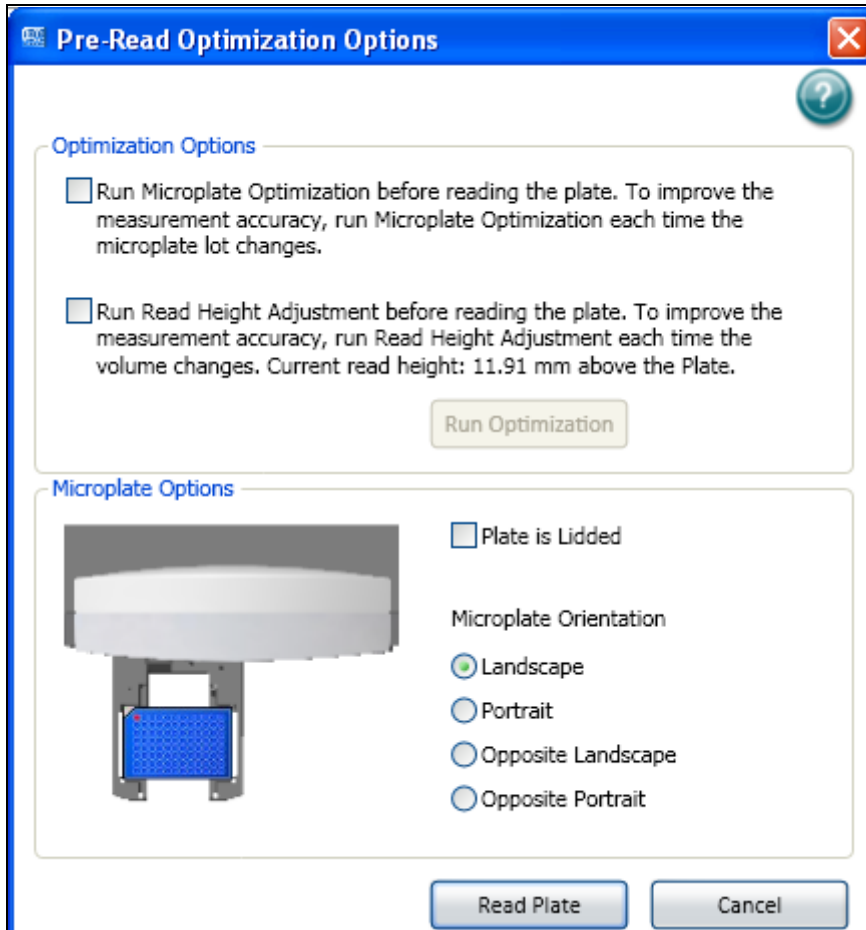 Pre-Read Optimization Options
?
Optimization Options
Run Microplate Optimization before reading the plate. To improve the
measurement accuracy, run Microplate Optimization each time the
microplate lot changes.
Run Read Height Adjustment before reading the plate. To improve the
measurement accuracy, run Read Height Adjustment each time the
volume changes. Current read height: 11.91 mm above the Plate.
Run Optimization
Microplate Options
Plate is Lidded
Microplate Orientation
Landscape
Portrait
Opposite Landscape
Opposite Portrait
Read Plate
Cancel